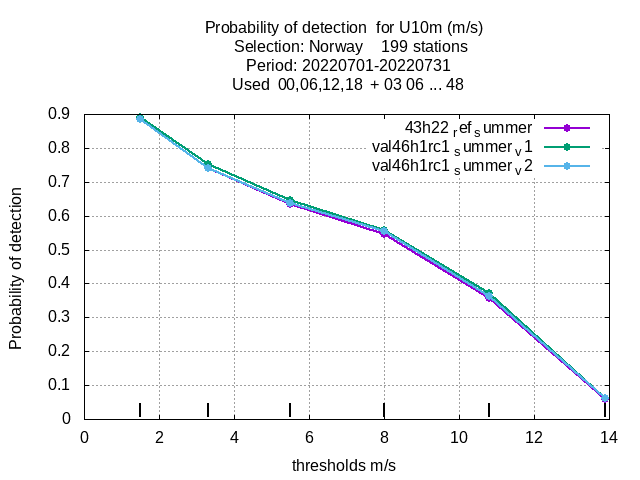 Probability of detection  for U10m (m/s)
Selection: Norway    199 stations
Period: 20220701-20220731
Used  00,06,12,18  + 03 06 ... 48
43h22 ref summer
val46h1rc1 summer v1
val46h1rc1 summer v2
Probability of detection
0.9
0.8
0.7
0.6
0.5
0.4
0.3
0.2
0.1
0
0 2 4 6 8 10 12 14
thresholds m/s